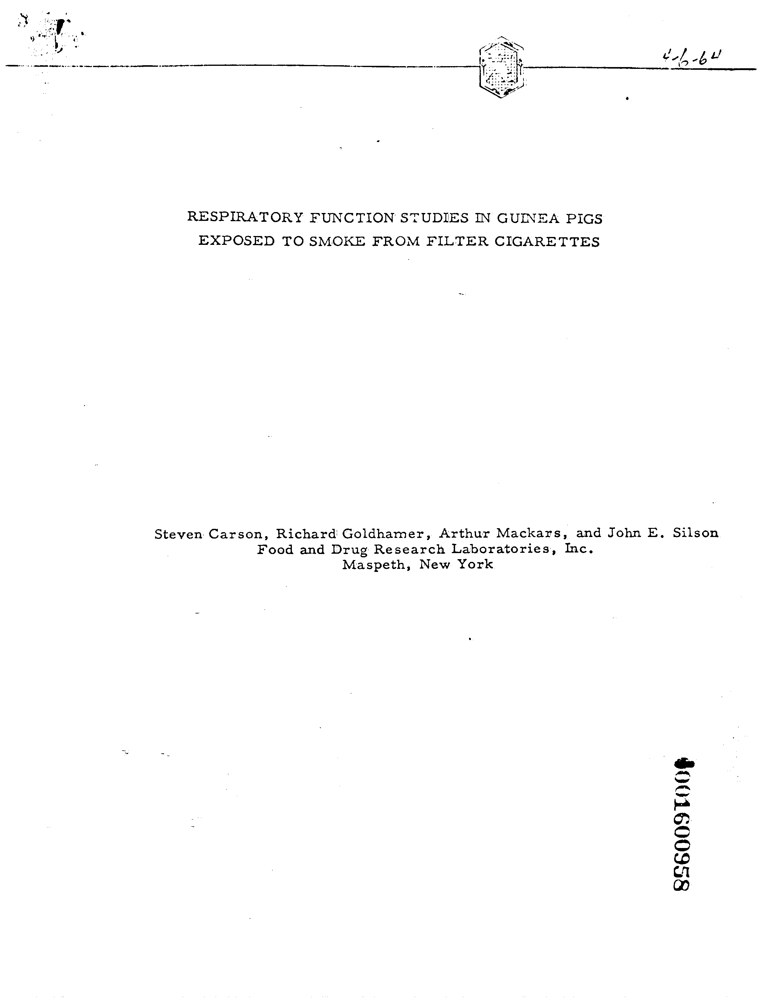 4-6-64
RESPIRATORY FUNCTION STUDIES IN GUINEA PIGS
EXPOSED TO SMOKE FROM FILTER CIGARETTES
Steven Carson, Richard Goldhamer, Arthur Mackars, and John E. Silson
Food and Drug Research Laboratories, Inc.
Maspeth, New York
001600958